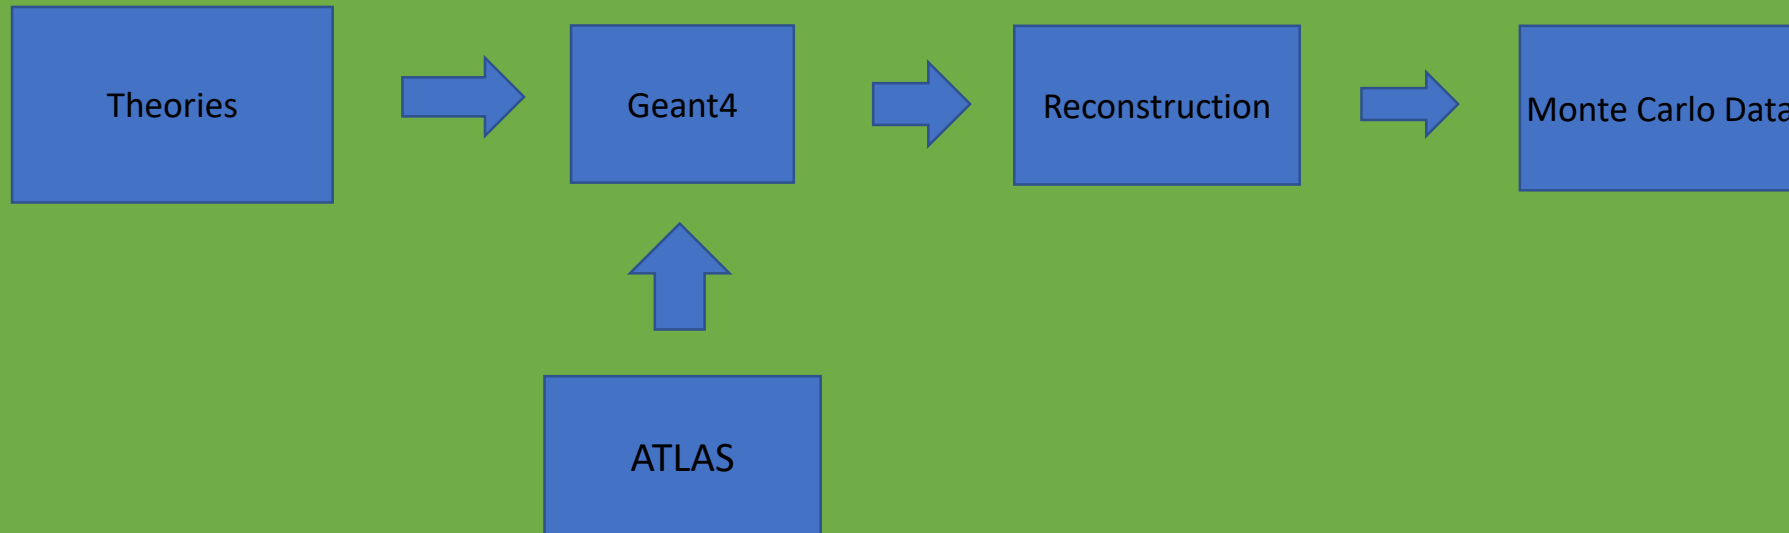 Theories
Geant4
Reconstruction
Monte Carlo Data
ATLAS